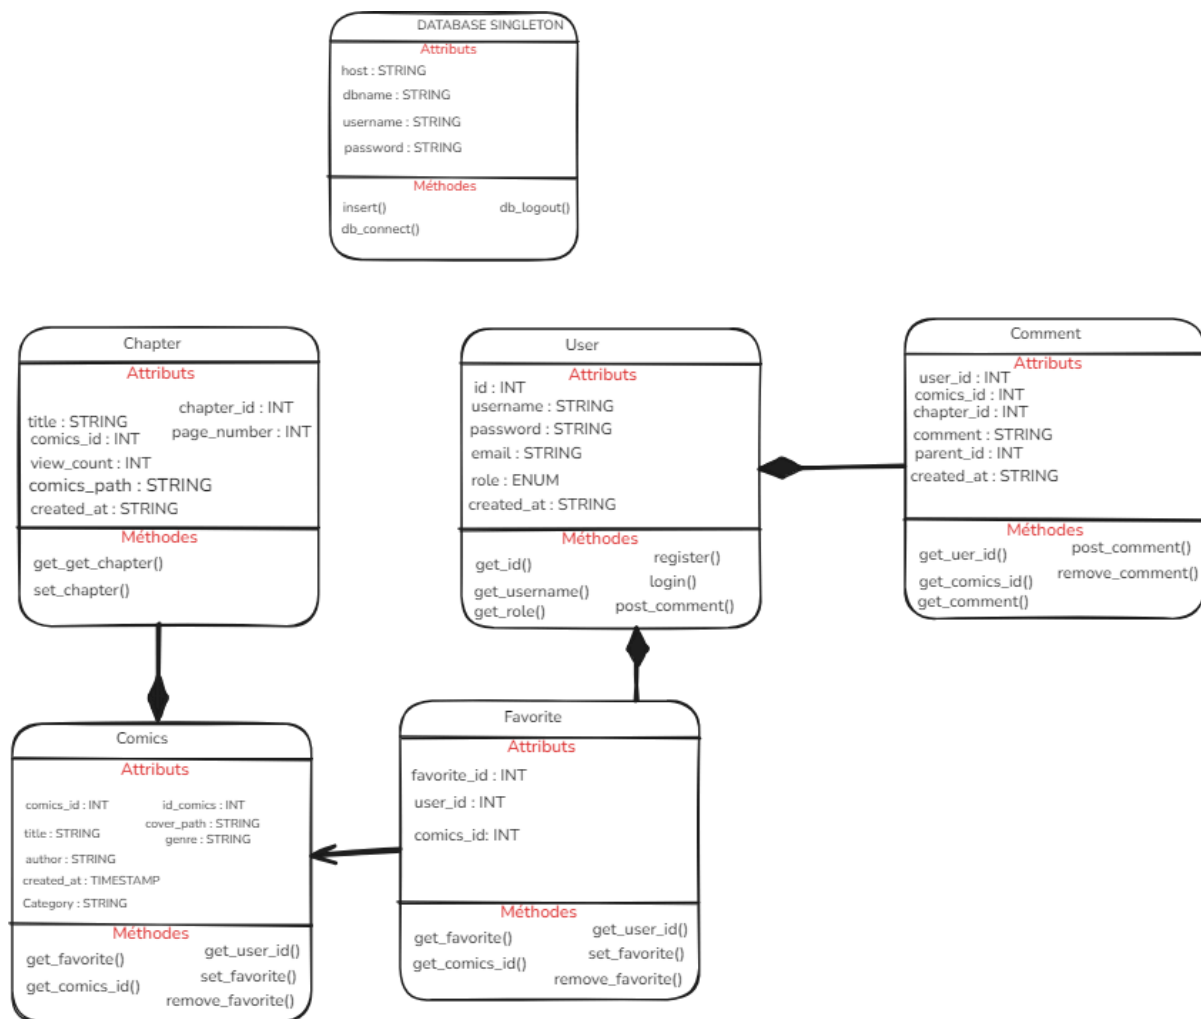 DATABASE SINGLETON
Attributs
host : STRING
dbname : STRING
username : STRING
password : STRING
Méthodes
insert() db_logout()
db_connect()
Chapter
Attributs
chapter_id : INT
title : STRING
page_number : INT
comics_id : INT
view_count : INT
comics_path : STRING
created_at : STRING
Méthodes
get_get_chapter()
set_chapter()
User
Attributs
id : INT
username : STRING
password : STRING
email : STRING
role : ENUM
created_at : STRING
Méthodes
register()
get_id()
login()
get_username()
post_comment()
get_role()
Comment
Attributs
user_id : INT
comics_id : INT
chapter_id : INT
comment : STRING
parent_id : INT
created_at : STRING
Méthodes
post_comment()
get_uer_id()
remove_comment()
get_comics_id()
get_comment()
Comics
Attributs
comics_id : INT id_comics : INT
cover_path : STRING
title : STRING
genre : STRING
author : STRING
created_at : TIMESTAMP
Category : STRING
Méthodes
get_user_id()
get_favorite()
set_favorite()
get_comics_id()
remove_favorite()
Favorite
Attributs
favorite_id : INT
user_id : INT
comics_id: INT
Méthodes
get_user_id()
get_favorite()
set_favorite()
get_comics_id()
remove_favorite()